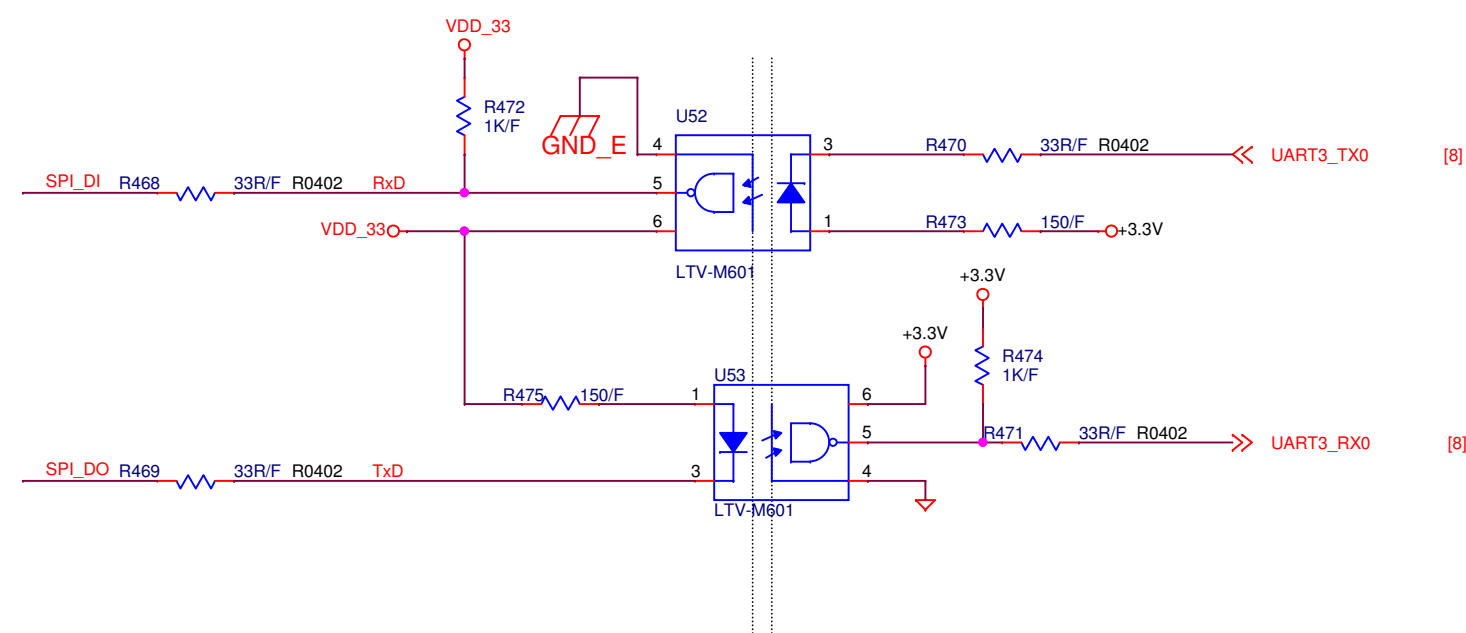 VDD_33
R472
1K/F
GND_E
U52
4
3
R470
33R/F R0402
UART3_TX0
[8]
SPI_DI
R468
33R/F R0402
RxD
5
VDD_33
6
1
R473
150/F
+3.3V
LTV-M601
+3.3V
+3.3V
R474
1K/F
U53
R475
150/F
1
6
5
R471
33R/F R0402
UART3_RX0
[8]
SPI_DO
R469
33R/F R0402
TxD
3
4
LTV-M601